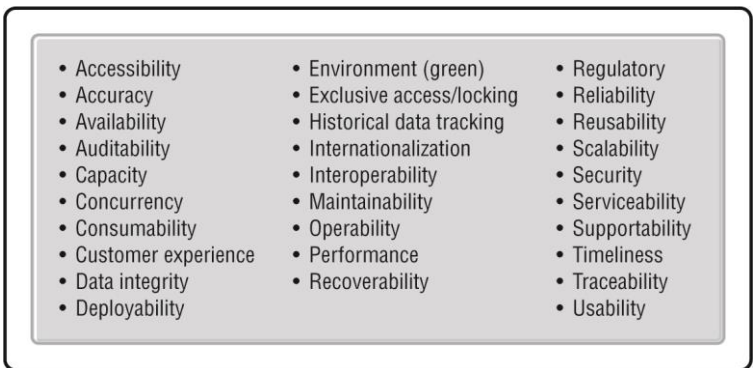 • Accessibility
• Accuracy
• Availability
• Auditability
• Capacity
• Concurrency
• Consumability
• Customer experience
• Data integrity
• Deployability
• Environment (green)
• Exclusive access/locking
• Historical data tracking
• Internationalization
• Interoperability
• Maintainability
• Operability
• Performance
• Recoverability
• Regulatory
• Reliability
• Reusability
• Scalability
• Security
• Serviceability
• Supportability
• Timeliness
• Traceability
• Usability